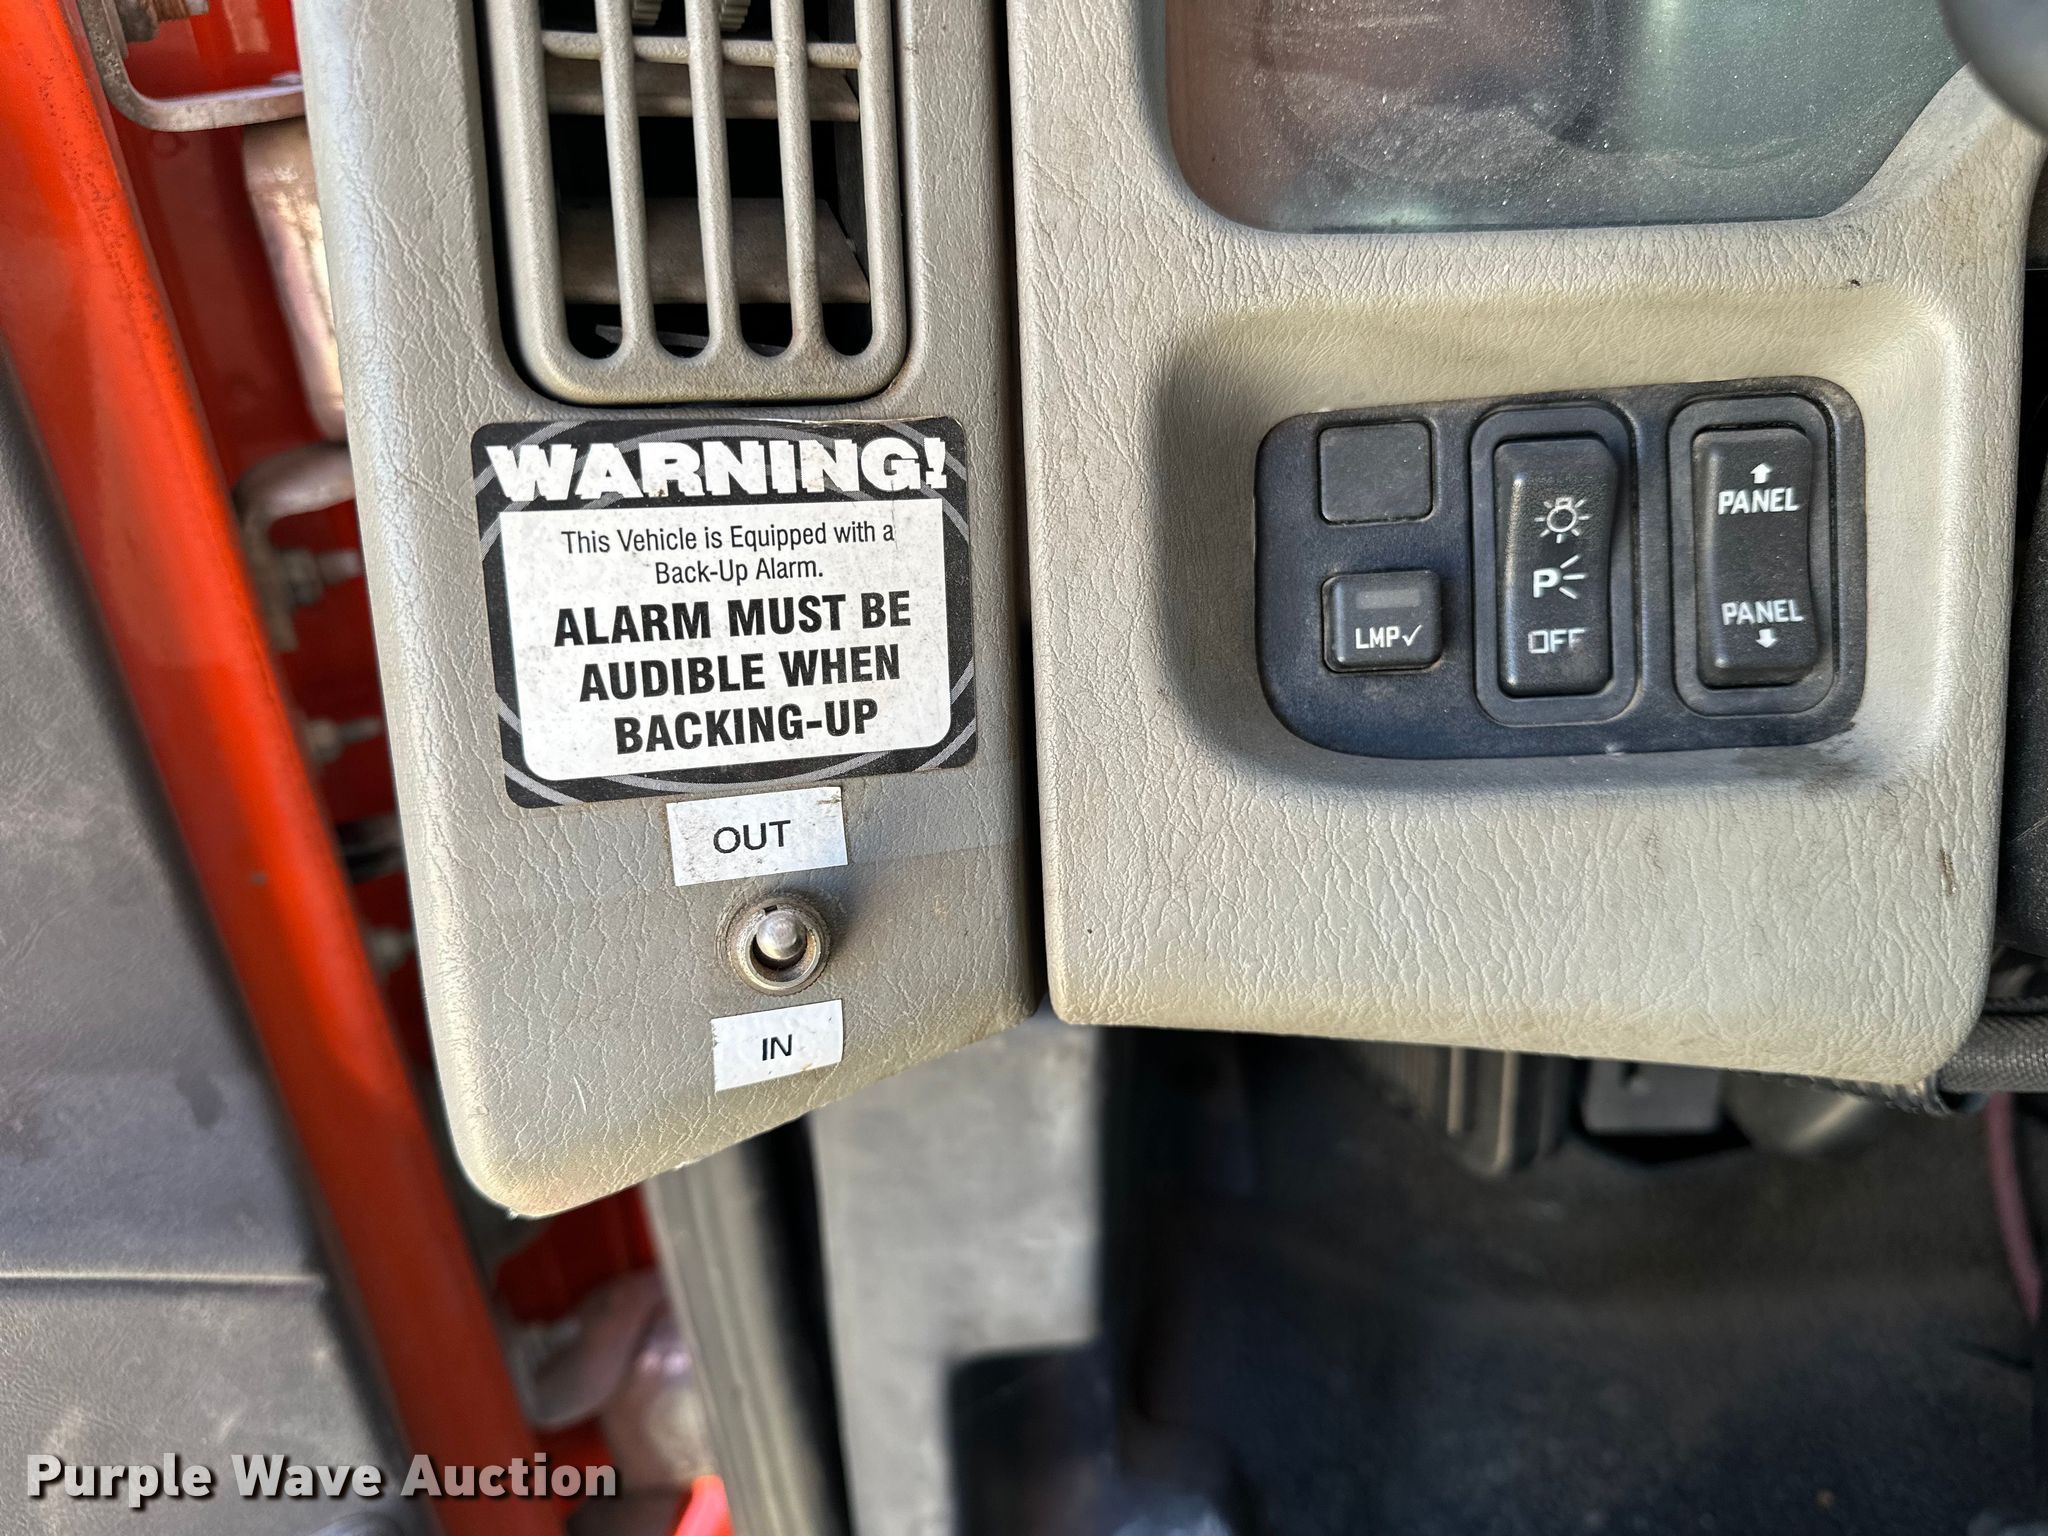 WARNING!
This Vehicle is Equipped with a
Back-Up Alarm.
ALARM MUST BE
AUDIBLE WHEN
BACKING-UP
OUT
IN
LMP✓
P
OFF
PANEL
PANEL
Purple Wave Auction